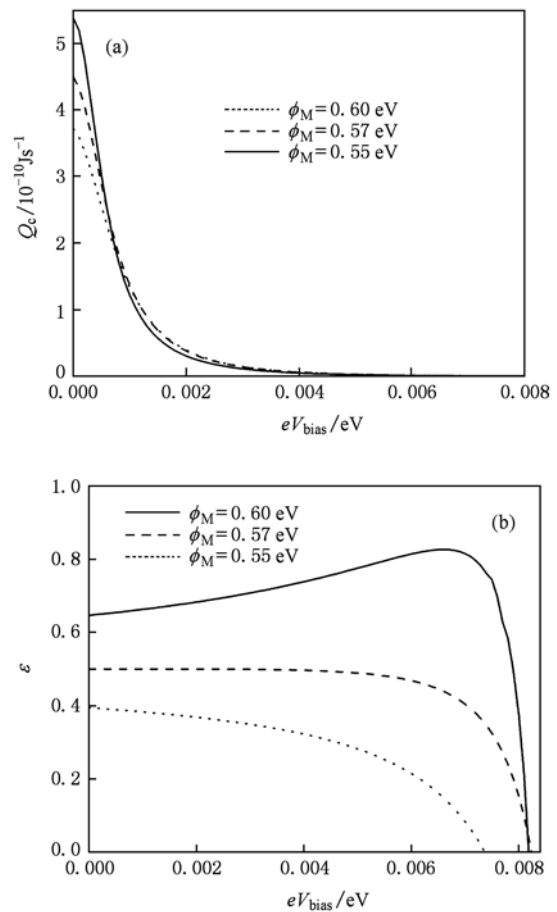 (a)
5
4
3
2
1
0
Q_c/10^{-10}Js^{-1}
ϕ_M=0.60 eV
ϕ_M=0.57 eV
ϕ_M=0.55 eV
0.000 0.002 0.004 0.006 0.008
eV_bias/eV
(b)
1.0
0.8
0.6
0.4
0.2
0.0
ε
ϕ_M=0.60 eV
ϕ_M=0.57 eV
ϕ_M=0.55 eV
0.000 0.002 0.004 0.006 0.008
eV_bias/eV